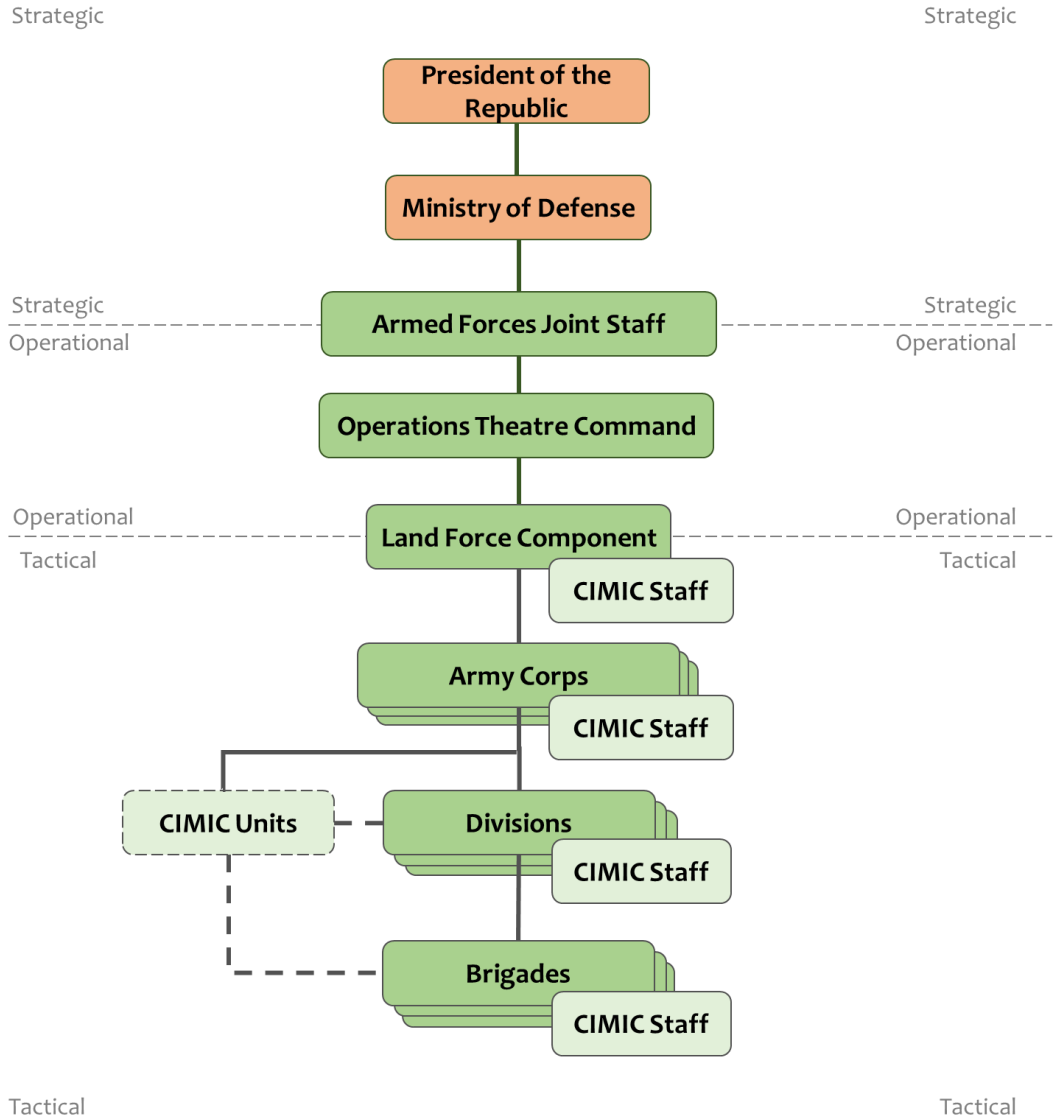 Strategic
Strategic
President of the
Republic
Ministry of Defense
Strategic
Strategic
Armed Forces Joint Staff
Operational
Operational
Operations Theatre Command
Operational
Operational
Land Force Component
Tactical
Tactical
CIMIC Staff
Army Corps
CIMIC Staff
CIMIC Units
Divisions
CIMIC Staff
Brigades
CIMIC Staff
Tactical
Tactical